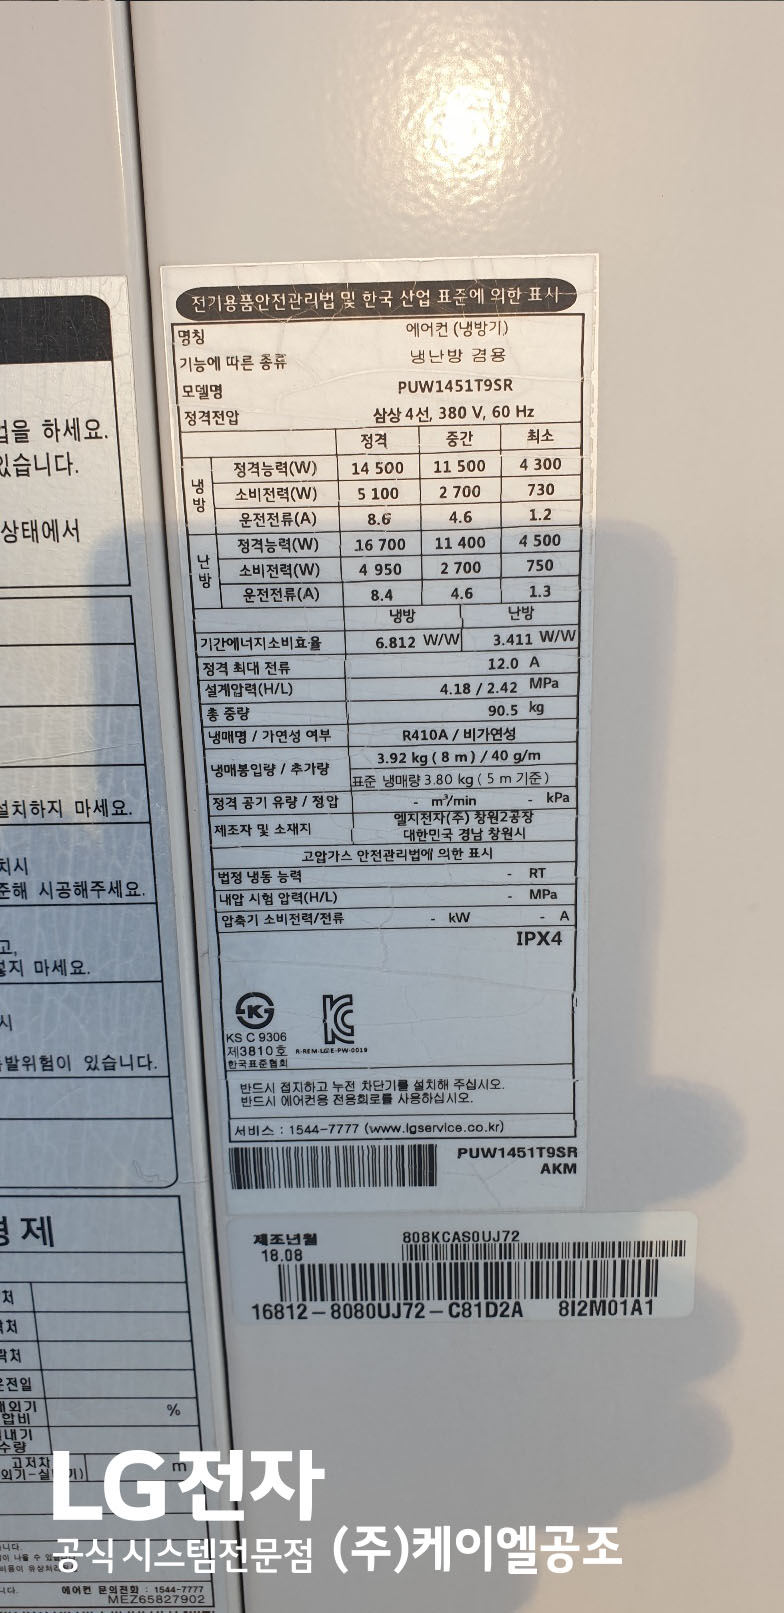 전기용품안전관리법 및 한국 산업 표준에 의한 표시
명칭 에어컨 (냉방기)
기능에 따른 종류 냉난방 겸용
모델명 PUW1451T9SR
정격전압 삼상 4선, 380 V, 60 Hz
정격 중간 최소
냉방
정격능력(W) 14 500 11 500 4 300
소비전력(W) 5 100 2 700 730
운전전류(A) 8.6 4.6 1.2
난방
정격능력(W) 16 700 11 400 4 500
소비전력(W) 4 950 2 700 750
운전전류(A) 8.4 4.6 1.3
냉방 난방
기간에너지소비효율 6.812 W/W 3.411 W/W
정격 최대 전류 12.0 A
설계압력(H/L) 4.18 / 2.42 MPa
총 중량 90.5 kg
냉매명 / 가연성 여부 R410A / 비가연성
냉매봉입량 / 추가량 3.92 kg ( 8 m ) / 40 g/m
표준 냉매량 3.80 kg ( 5 m 기준 )
정격 공기 유량 / 정압 - m³/min - kPa
제조자 및 소재지 엘지전자(주) 창원2공장
대한민국 경남 창원시
고압가스 안전관리법에 의한 표시
법정 냉동 능력 - RT
내압 시험 압력(H/L) - MPa
압축기 소비전력/전류 - kW - A
IPX4
KS C 9306
제3810호 R-REM-LGE-PW-0019
한국표준협회
반드시 접지하고 누전 차단기를 설치해 주십시오.
반드시 에어컨용 전용회로를 사용하십시오.
서비스 : 1544-7777 (www.lgservice.co.kr)
PUW1451T9SR
AKM
제조년월 808KCAS0UJ72
18.08
16812-8080UJ72-C81D2A 8I2M01A1
법을 하세요.
있습니다.
상태에서
설치하지 마세요.
치시
준해 시공해주세요.
고,
넣지 마세요.
시
폭발위험이 있습니다.
제
처
락처
운전일
%
고저차
m
에어컨 문의전화 : 1544-7777
MEZ65827902
LG전자
공식 시스템전문점 (주)케이엘공조